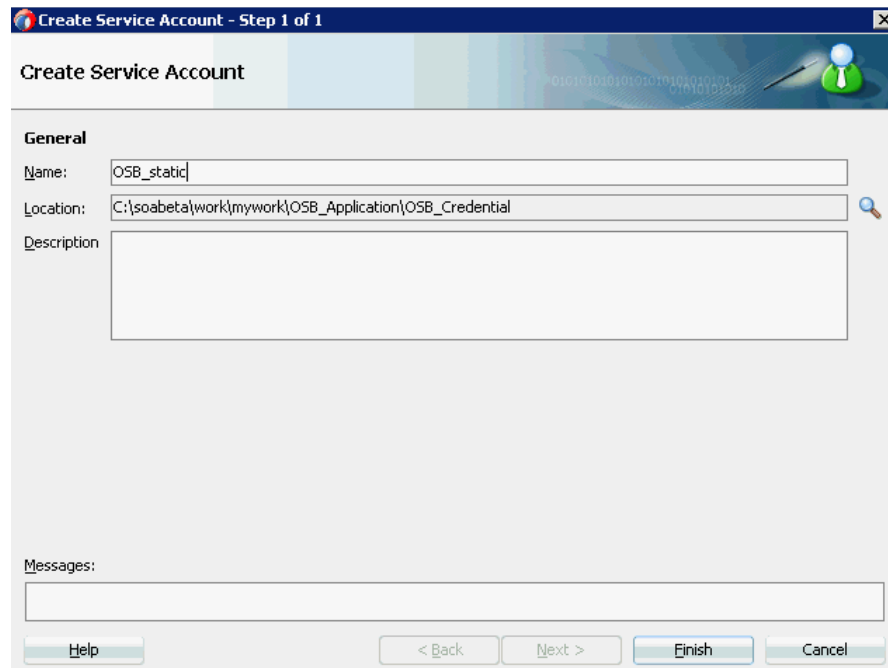 Create Service Account - Step 1 of 1
Create Service Account
General
Name: OSB_static
Location: C:\soabeta\work\mywork\OSB_Application\OSB_Credential
Description
Messages:
Help < Back Next > Finish Cancel